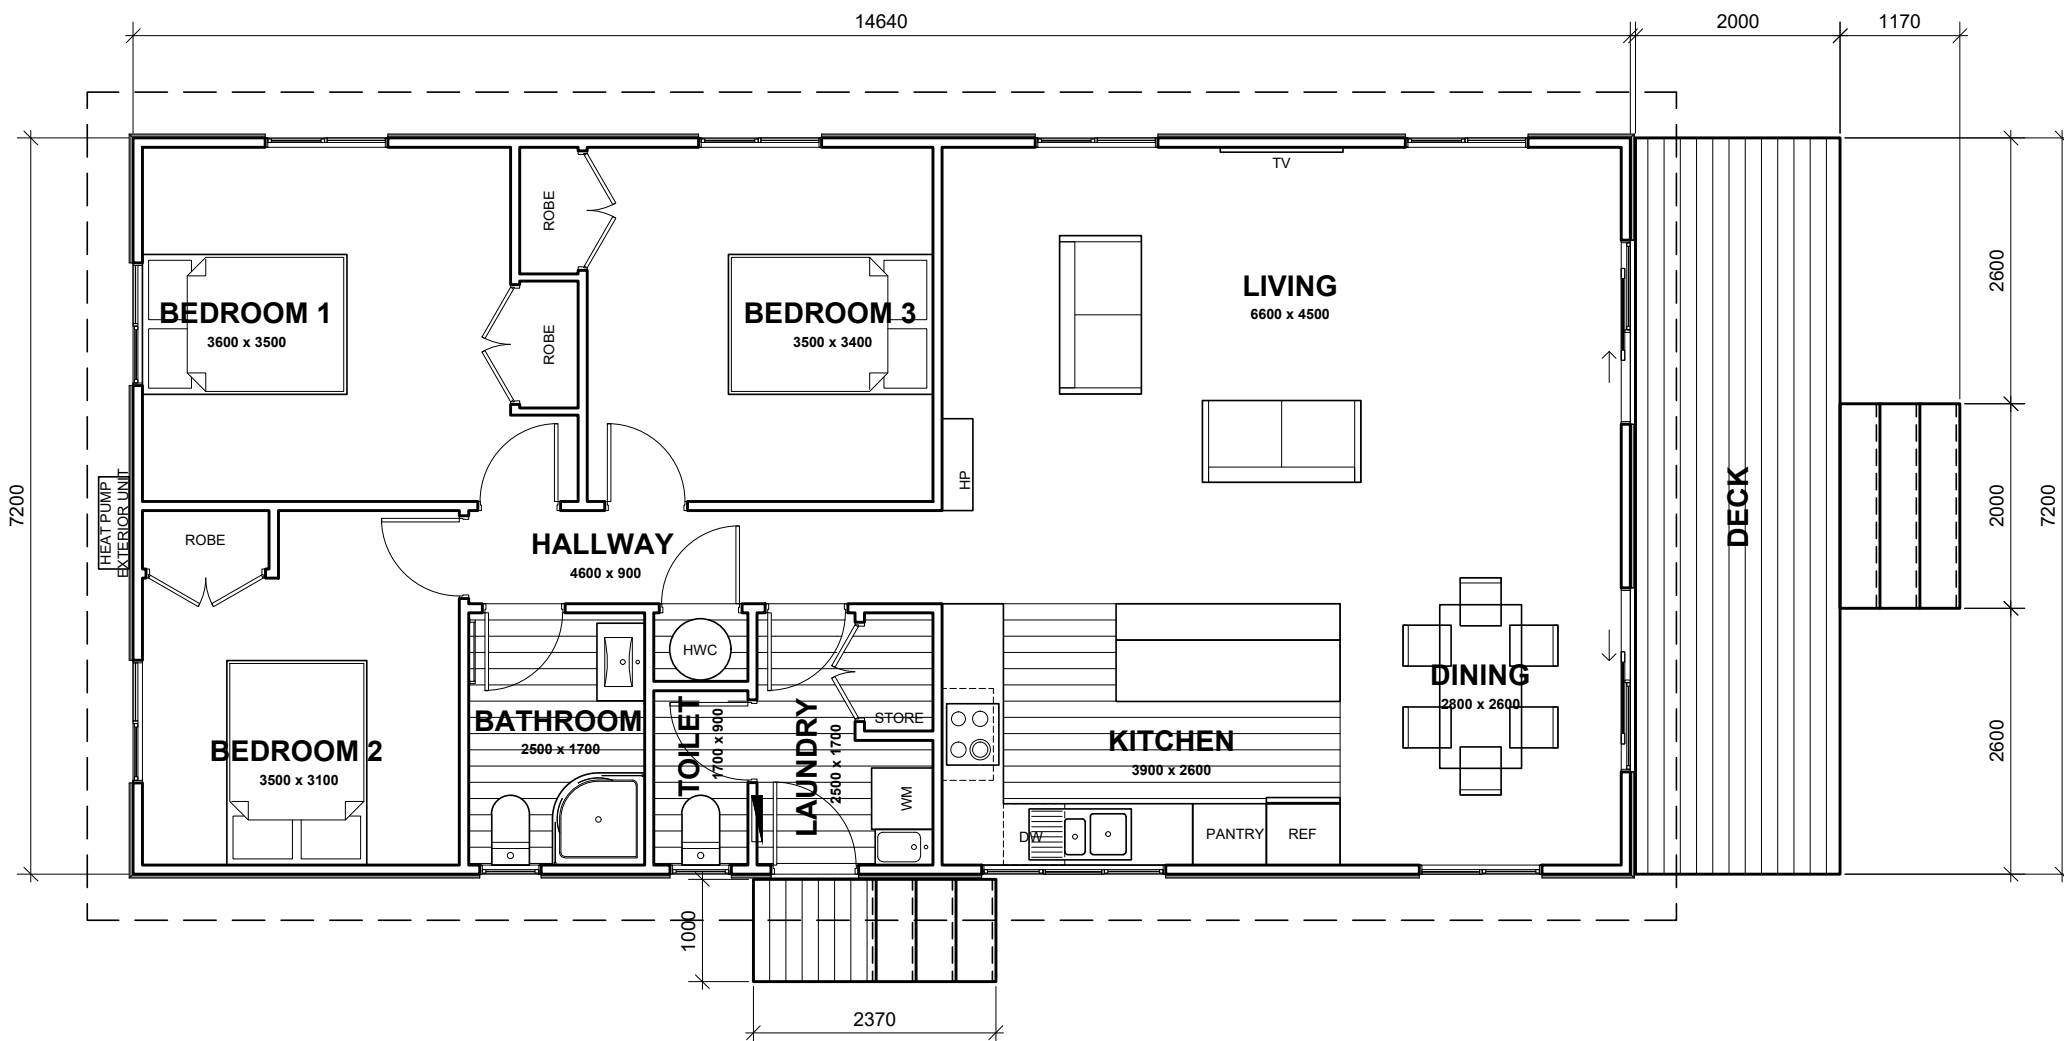 14640
2000
1170
TV
ROBE
LIVING
6600 x 4500
2600
BEDROOM 1
3600 x 3500
ROBE
BEDROOM 3
3500 x 3400
HP
7200
HEAT PUMP
EXTERIOR UNIT
ROBE
HALLWAY
4600 x 900
DECK
2000
7200
HWC
BATHROOM
2500 x 1700
TOILET
1700 x 900
LAUNDRY
2500 x 1700
STORE
DINING
2800 x 2600
KITCHEN
3900 x 2600
BEDROOM 2
3500 x 3100
2600
WM
DW
PANTRY
REF
1000
2370